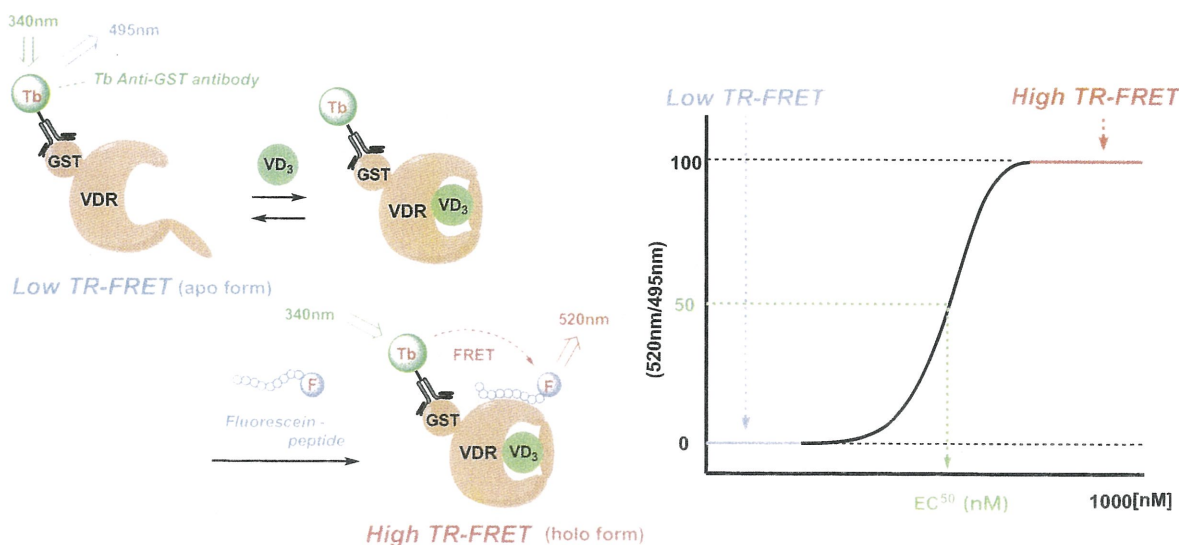 340nm
495nm
Tb Anti-GST antibody
Tb
GST
VDR
VD₃
Tb
GST
VDR
VD₃
Low TR-FRET (apo form)
340nm
520nm
Tb
FRET
F
F
Fluorescein-
peptide
GST
VDR
VD₃
High TR-FRET (holo form)
Low TR-FRET
High TR-FRET
100
50
0
(520nm/495nm)
EC⁵⁰ (nM)
1000[nM]